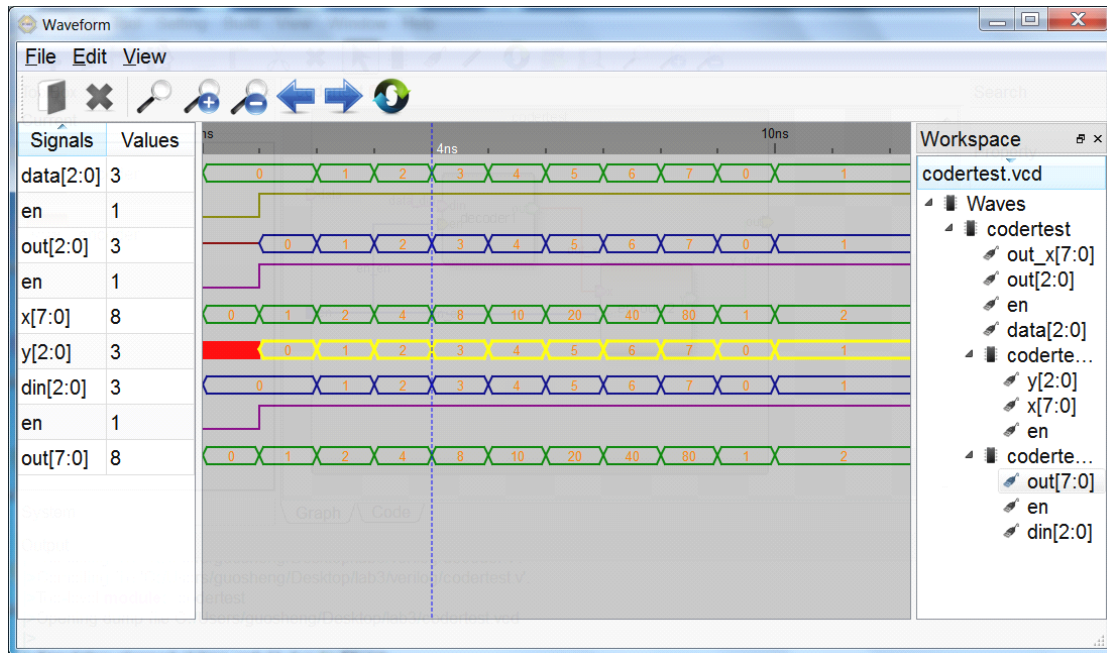 Waveform
File Edit View
Search
Signals Values
ns 10ns
4ns
Workspace
codertest.vcd
data[2:0] 3 0 1 2 3 4 5 6 7 0 1
en 1
out[2:0] 3 0 1 2 3 4 5 6 7 0 1
en 1
x[7:0] 8 0 1 2 4 8 10 20 40 80 1 2
y[2:0] 3 0 1 2 3 4 5 6 7 0 1
din[2:0] 3 0 1 2 3 4 5 6 7 0 1
en 1
out[7:0] 8 0 1 2 4 8 10 20 40 80 1 2
Waves
codertest
out_x[7:0]
out[2:0]
en
data[2:0]
coderte...
y[2:0]
x[7:0]
en
coderte...
out[7:0]
en
din[2:0]
Graph Code